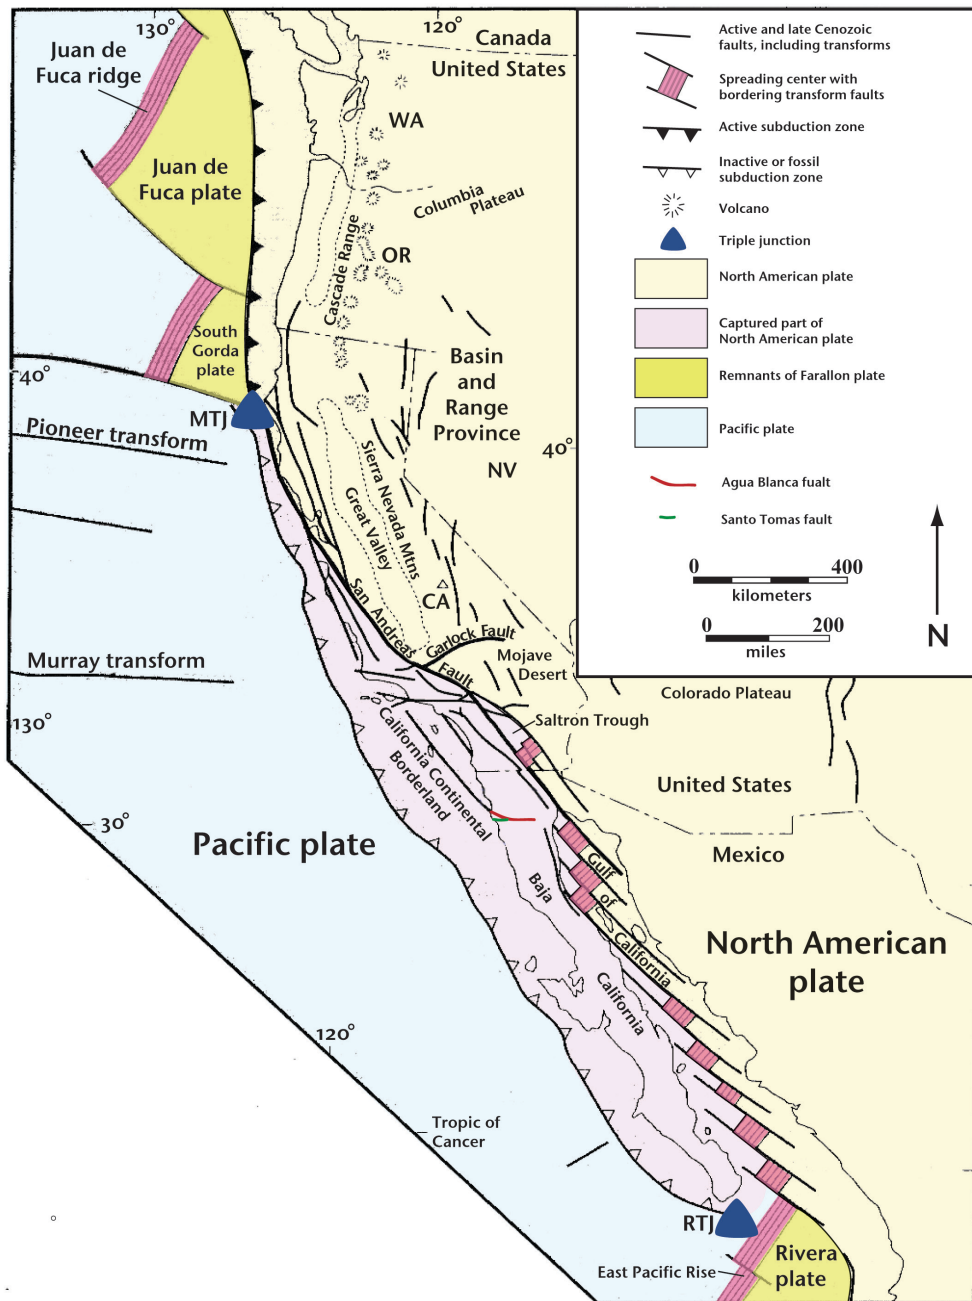 130°
120°
Juan de
Fuca ridge
Canada
United States
WA
Juan de
Fuca plate
Columbia
Plateau
Cascade Range
OR
South
Gorda
plate
Basin
and
Range
Province
40°
MTJ
Pioneer transform
NV
40°
Sierra Nevada Mtns
Great Valley
CA
San Andreas
Fault
Garlock Fault
Mojave
Desert
Murray transform
Colorado Plateau
130°
Saltron Trough
California Continental
Borderland
United States
30°
Pacific plate
Mexico
Gulf
of
California
Baja
California
North American
plate
120°
Tropic of
Cancer
RTJ
East Pacific Rise
Rivera
plate
Active and late Cenozoic
faults, including transforms
Spreading center with
bordering transform faults
Active subduction zone
Inactive or fossil
subduction zone
Volcano
Triple junction
North American plate
Captured part of
North American plate
Remnants of Farallon plate
Pacific plate
Agua Blanca fualt
Santo Tomas fault
0 400
kilometers
0 200
miles
N